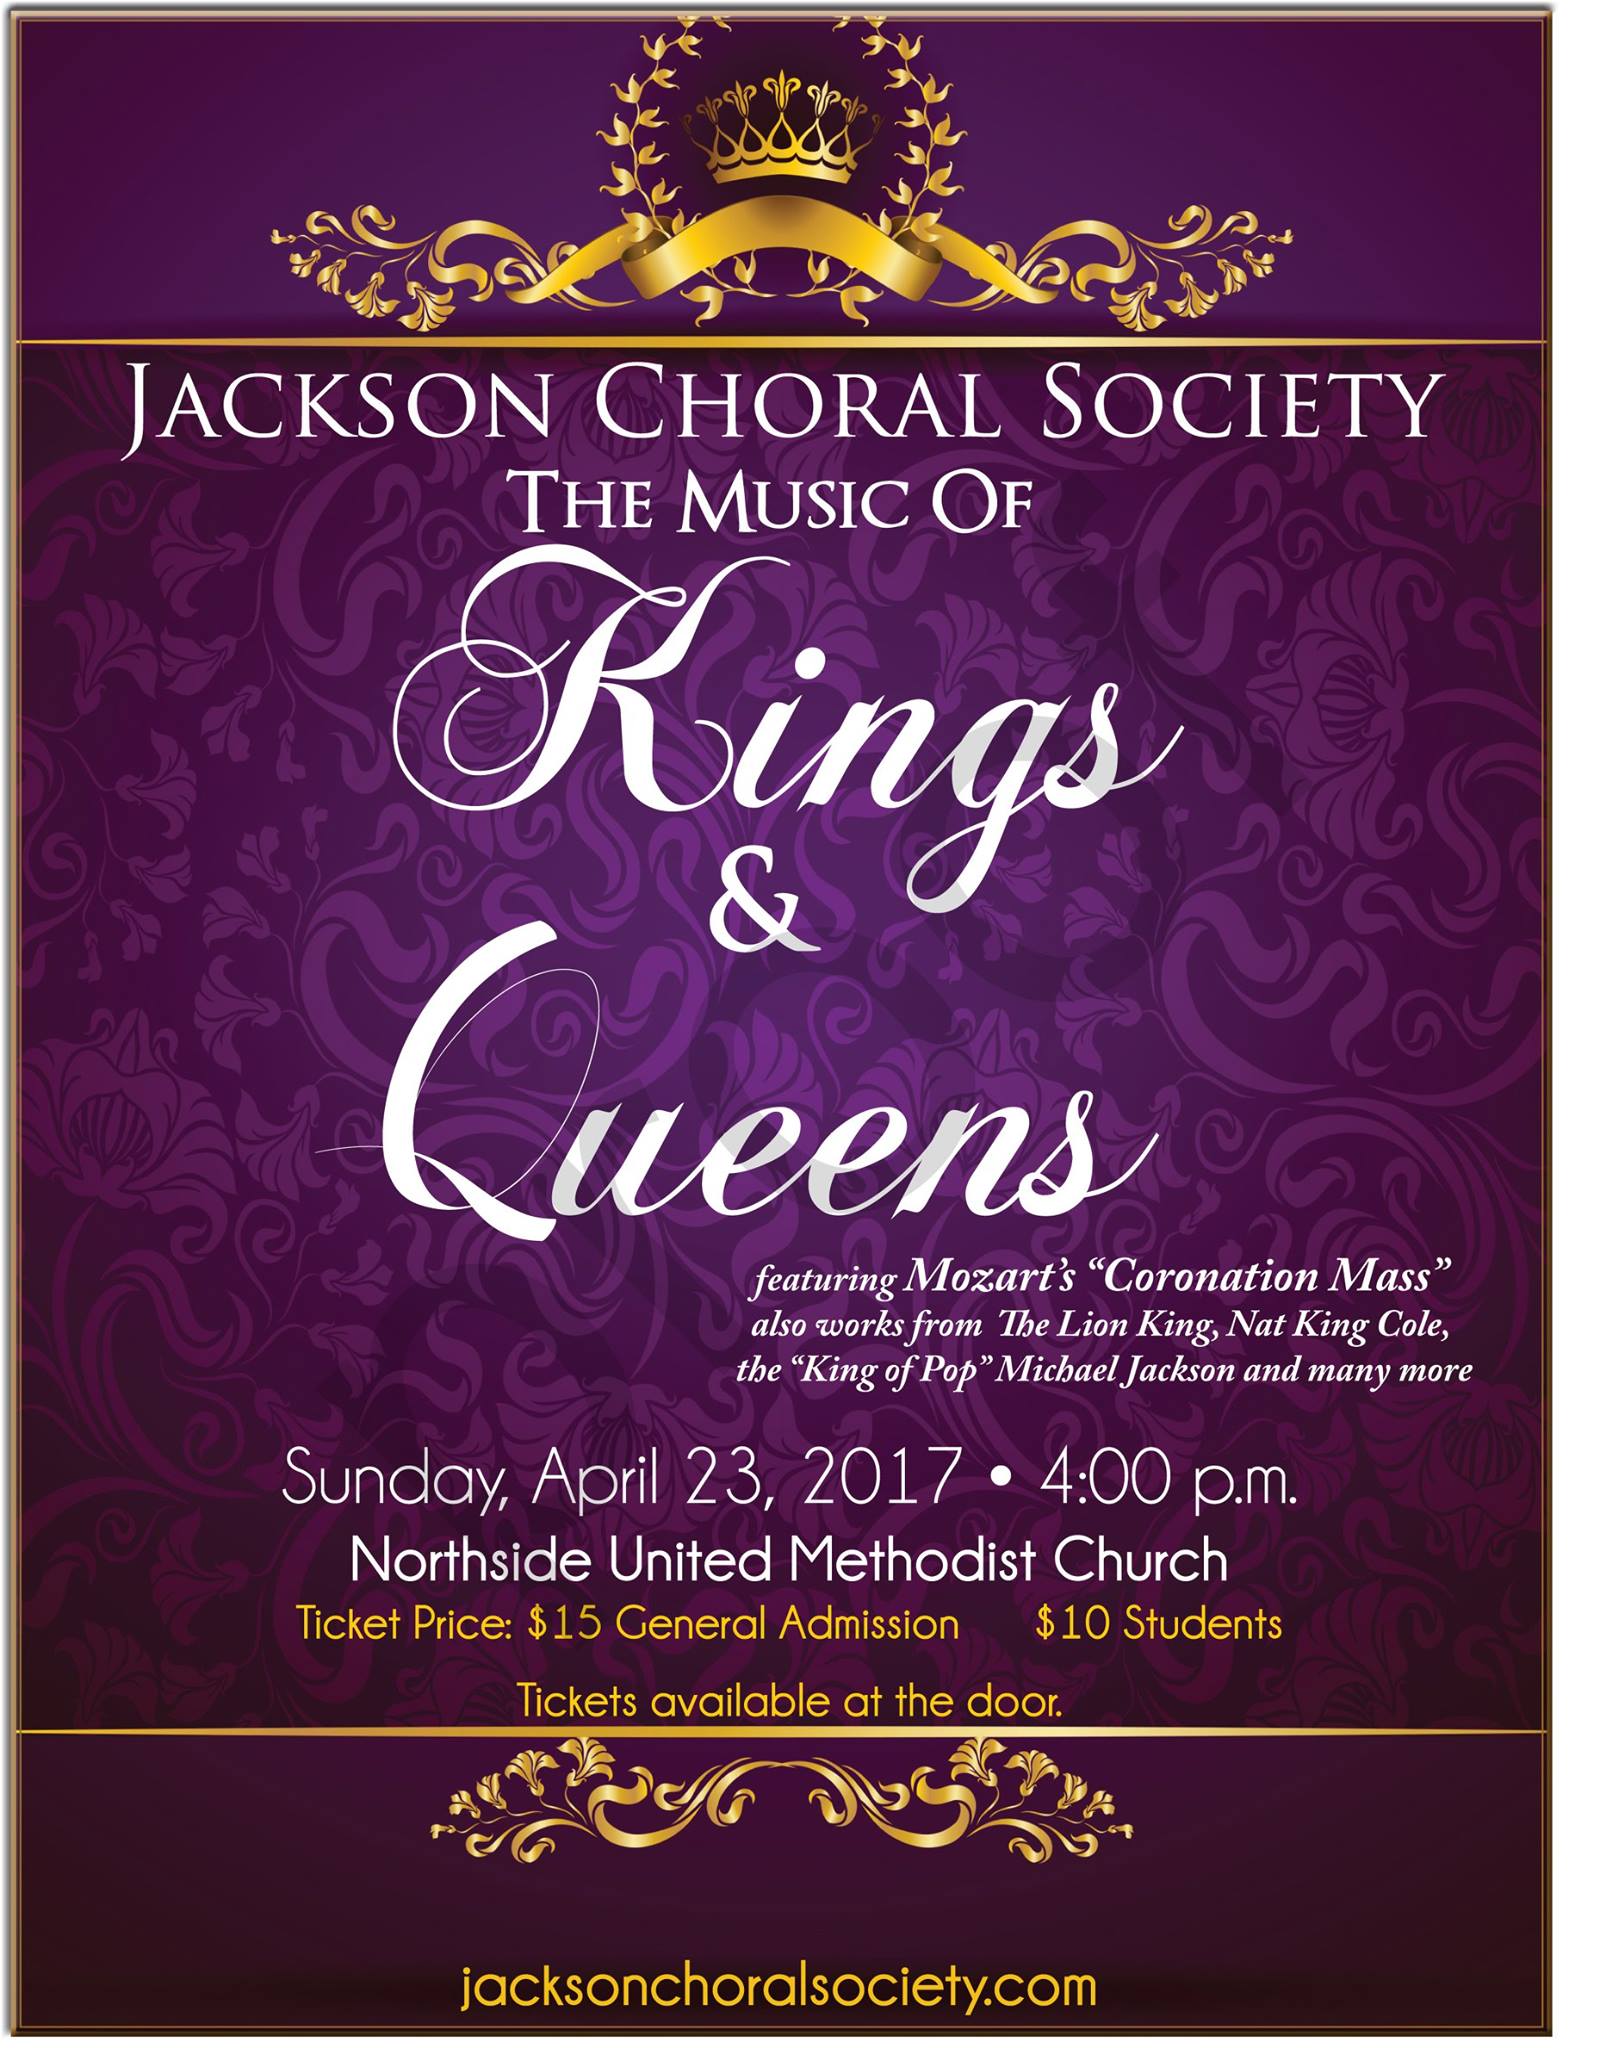 Jackson Choral Society
The Music Of
Kings
&
Queens
featuring Mozart's “Coronation Mass”
also works from The Lion King, Nat King Cole,
the “King of Pop” Michael Jackson and many more
Sunday, April 23, 2017 • 4:00 p.m.
Northside United Methodist Church
Ticket Price: $15 General Admission $10 Students
Tickets available at the door.
jacksonchoralsociety.com